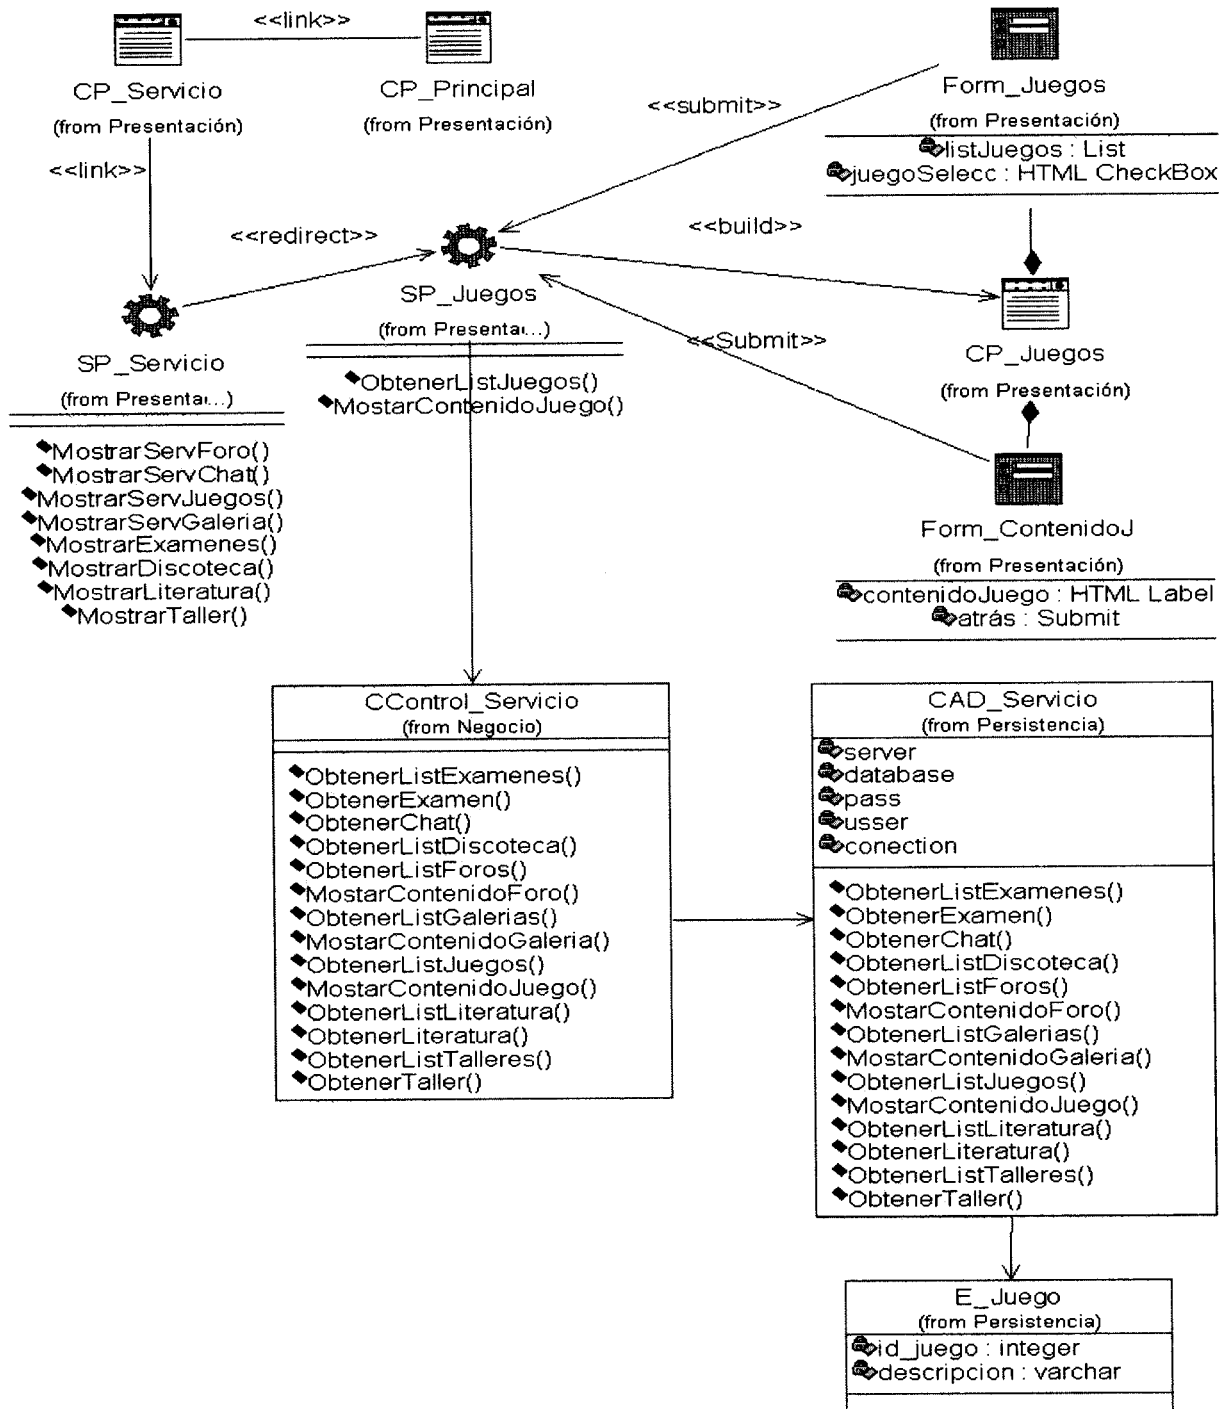 <<link>>
CP_Servicio
(from Presentación)
CP_Principal
(from Presentación)
<<submit>>
Form_Juegos
(from Presentación)
listJuegos : List
juegoSelecc : HTML CheckBox
<<link>>
<<redirect>>
<<build>>
SP_Juegos
(from Presenta...)
ObtenerListJuegos()
MostarContenidoJuego()
SP_Servicio
(from Presenta...)
MostrarServForo()
MostrarServChat()
MostrarServJuegos()
MostrarServGaleria()
MostrarExamenes()
MostrarDiscoteca()
MostrarLiteratura()
MostrarTaller()
<<Submit>>
CP_Juegos
(from Presentación)
Form_ContenidoJ
(from Presentación)
contenidoJuego : HTML Label
atrás : Submit
CControl_Servicio
(from Negocio)
ObtenerListExamenes()
ObtenerExamen()
ObtenerChat()
ObtenerListDiscoteca()
ObtenerListForos()
MostarContenidoForo()
ObtenerListGalerias()
MostarContenidoGaleria()
ObtenerListJuegos()
MostarContenidoJuego()
ObtenerListLiteratura()
ObtenerLiteratura()
ObtenerListTalleres()
ObtenerTaller()
CAD_Servicio
(from Persistencia)
server
database
pass
usser
conection
ObtenerListExamenes()
ObtenerExamen()
ObtenerChat()
ObtenerListDiscoteca()
ObtenerListForos()
MostarContenidoForo()
ObtenerListGalerias()
MostarContenidoGaleria()
ObtenerListJuegos()
MostarContenidoJuego()
ObtenerListLiteratura()
ObtenerLiteratura()
ObtenerListTalleres()
ObtenerTaller()
E_Juego
(from Persistencia)
id_juego : integer
descripcion : varchar